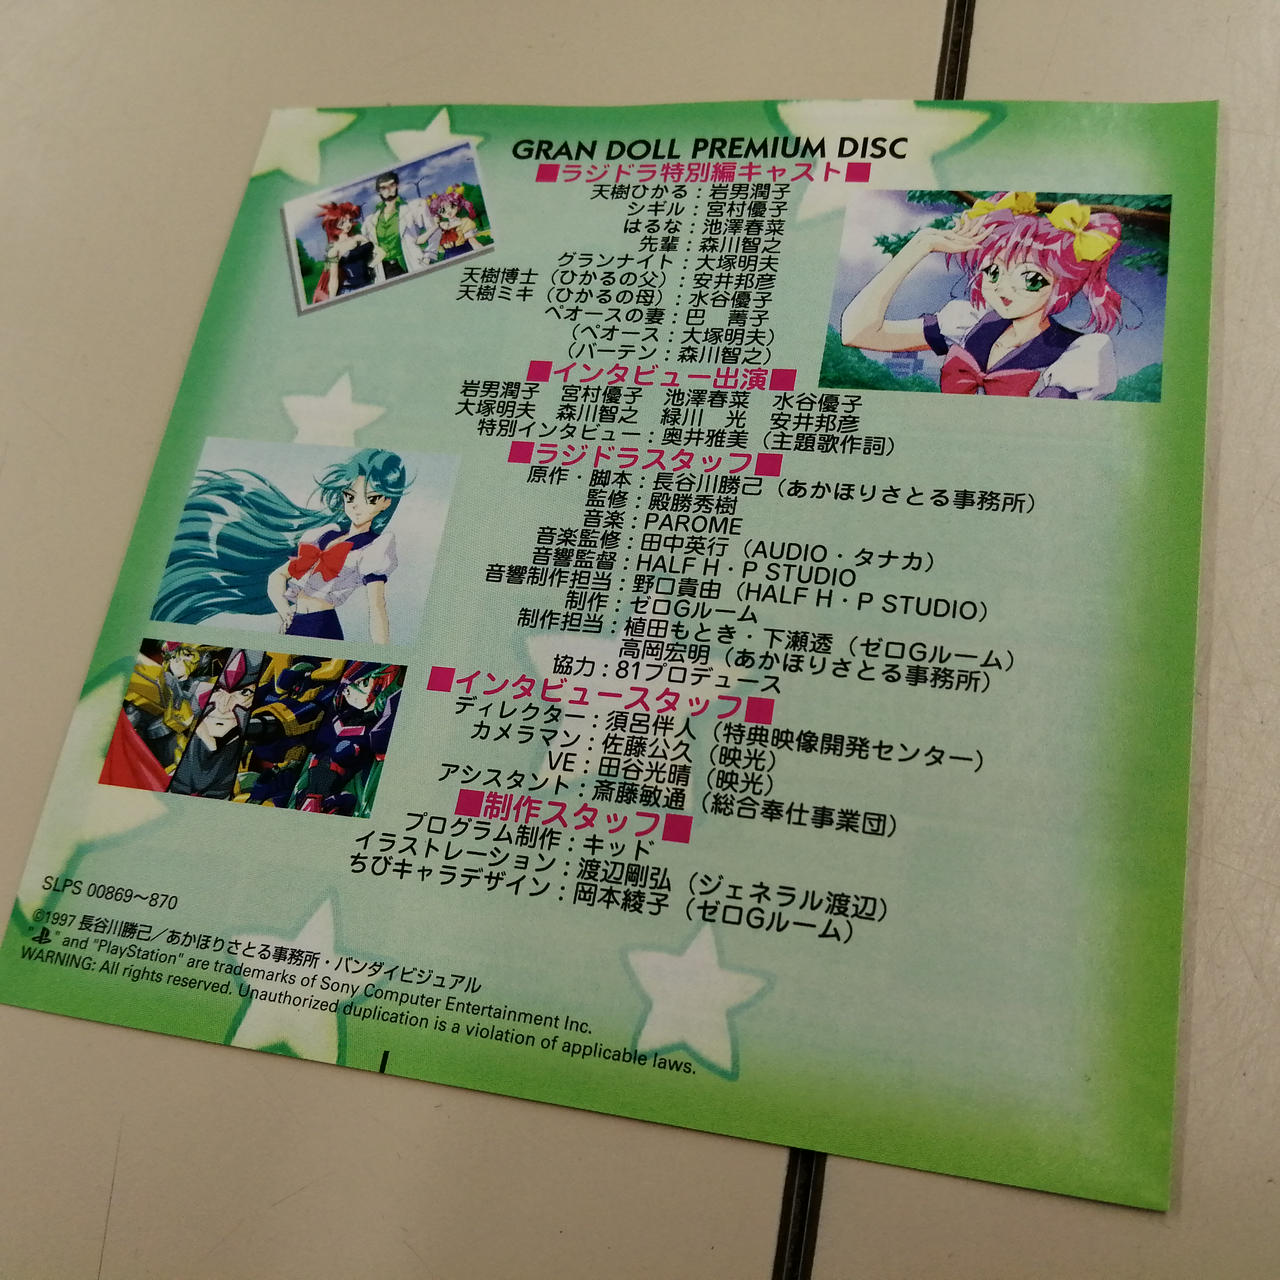 GRAN DOLL PREMIUM DISC
■ラジドラ特別編キャスト■
天樹ひかる：岩男潤子
シギル：宮村優子
はるな：池澤春菜
先輩：森川智之
グランナイト：大塚明夫
天樹博士（ひかるの父）：安井邦彦
天樹ミキ（ひかるの母）：水谷優子
ペオースの妻：巴　菁子
（ペオース：大塚明夫）
（バーテン：森川智之）
■インタビュー出演■
岩男潤子　宮村優子　池澤春菜　水谷優子
大塚明夫　森川智之　緑川　光　安井邦彦
特別インタビュー：奥井雅美（主題歌作詞）
■ラジドラスタッフ■
原作・脚本：長谷川勝己（あかほりさとる事務所）
監修：殿勝秀樹
音楽：PAROME
音楽監修：田中英行（AUDIO・タナカ）
音響監督：HALF H・P STUDIO
音響制作担当：野口貴由（HALF H・P STUDIO）
制作：ゼロGルーム
制作担当：植田もとき・下瀬透（ゼロGルーム）
高岡宏明（あかほりさとる事務所）
協力：81プロデュース
■インタビュースタッフ■
ディレクター：須呂伴人（特典映像開発センター）
カメラマン：佐藤公久（映光）
VE：田谷光晴（映光）
アシスタント：斎藤敏通（総合奉仕事業団）
■制作スタッフ■
プログラム制作：キッド
イラストレーション：渡辺剛弘（ジェネラル渡辺）
ちびキャラデザイン：岡本綾子（ゼロGルーム）
SLPS 00869〜870
©1997 長谷川勝己／あかほりさとる事務所・バンダイビジュアル
" " and "PlayStation" are trademarks of Sony Computer Entertainment Inc.
WARNING: All rights reserved. Unauthorized duplication is a violation of applicable laws.